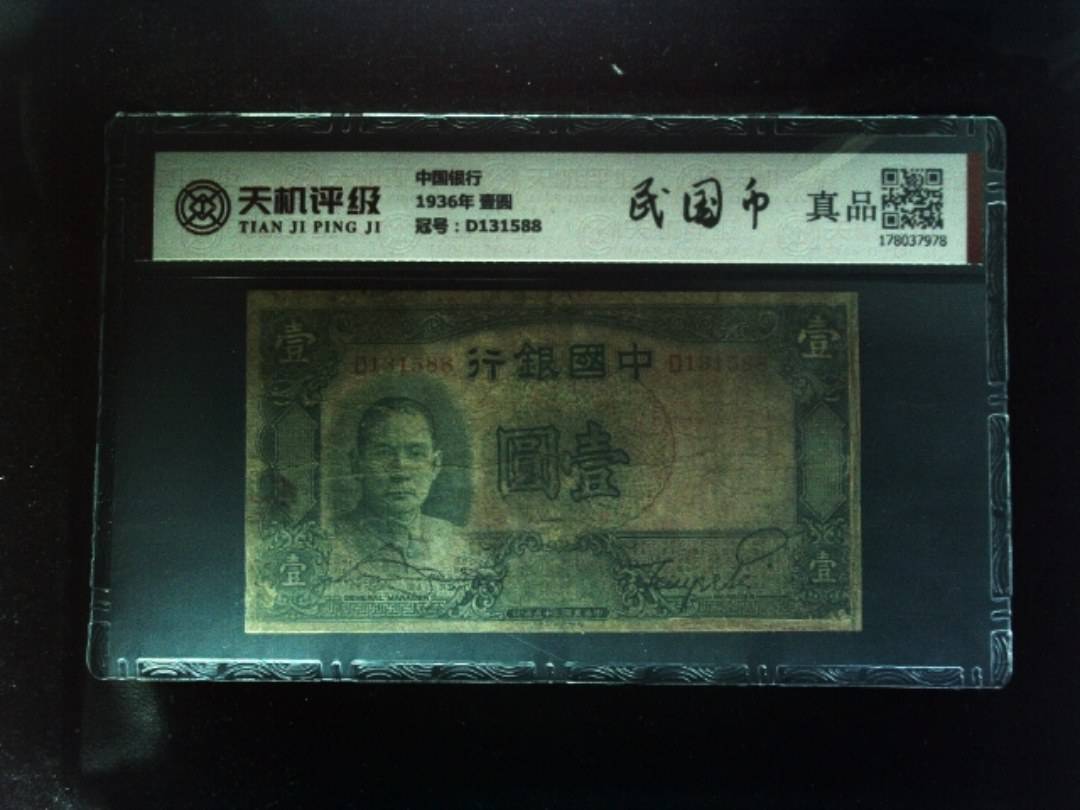 天机评级
TIAN JI PING JI
中国银行
1936年 壹圆
冠号：D131588
民国币
真品
178037978
壹
壹
D131588
行銀國中
圓壹
壹
壹
GENERAL MANAGER